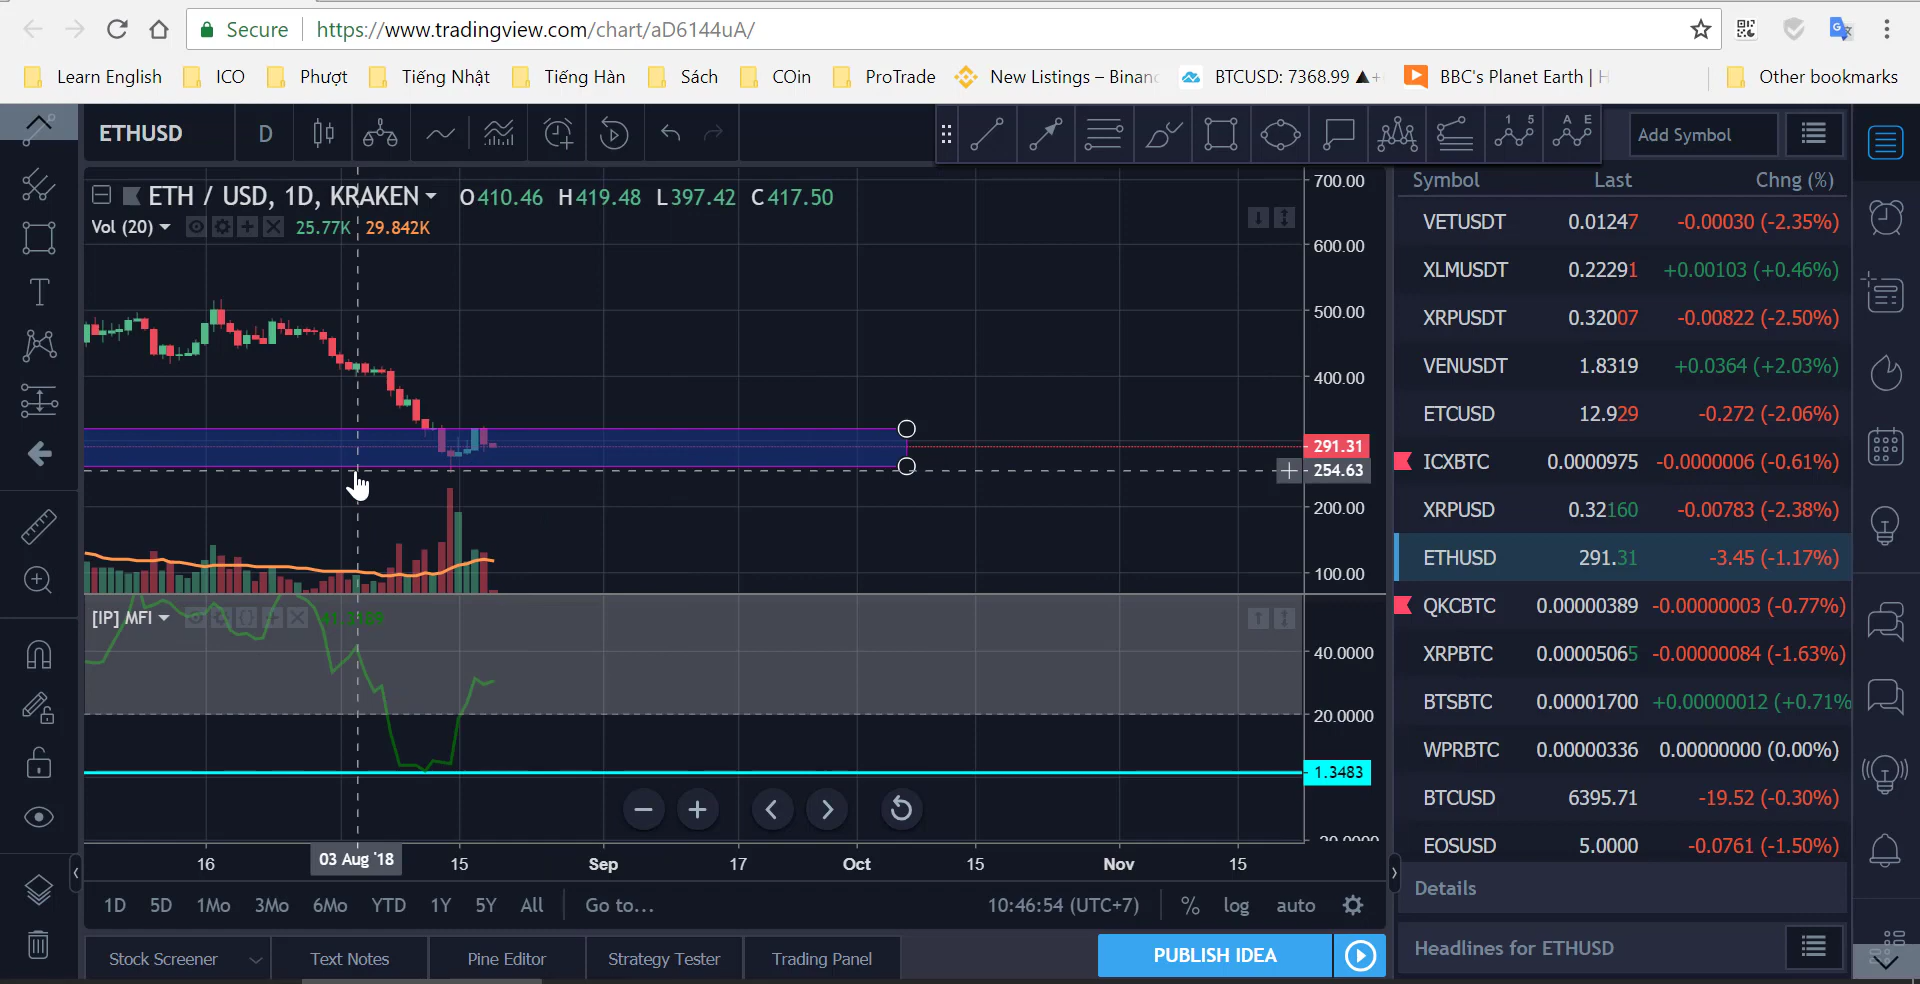 Secure https://www.tradingview.com/chart/aD6144uA/
Learn English ICO Phượt Tiếng Nhật Tiếng Hàn Sách COin ProTrade New Listings – Binanc BTCUSD: 7368.99 ▲+ BBC's Planet Earth | H Other bookmarks
ETHUSD D 1 5 A E Add Symbol
Symbol Last Chng (%)
ETH / USD, 1D, KRAKEN O410.46 H419.48 L397.42 C417.50
Vol (20) 25.77K 29.842K
700.00
600.00
500.00
400.00
291.31
254.63
200.00
100.00
[IP] MFI
40.0000
20.0000
1.3483
-20.0000
16 03 Aug '18 15 Sep 17 Oct 15 Nov 15
VETUSDT 0.01247 -0.00030 (-2.35%)
XLMUSDT 0.22291 +0.00103 (+0.46%)
XRPUSDT 0.32007 -0.00822 (-2.50%)
VENUSDT 1.8319 +0.0364 (+2.03%)
ETCUSD 12.929 -0.272 (-2.06%)
ICXBTC 0.0000975 -0.0000006 (-0.61%)
XRPUSD 0.32160 -0.00783 (-2.38%)
ETHUSD 291.31 -3.45 (-1.17%)
QKCBTC 0.00000389 -0.00000003 (-0.77%)
XRPBTC 0.00005065 -0.00000084 (-1.63%)
BTSBTC 0.00001700 +0.00000012 (+0.71%
WPRBTC 0.00000336 0.00000000 (0.00%)
BTCUSD 6395.71 -19.52 (-0.30%)
EOSUSD 5.0000 -0.0761 (-1.50%)
1D 5D 1Mo 3Mo 6Mo YTD 1Y 5Y All Go to... 10:46:54 (UTC+7) % log auto
Details
Stock Screener Text Notes Pine Editor Strategy Tester Trading Panel PUBLISH IDEA
Headlines for ETHUSD